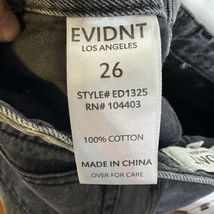 EVIDNT
LOS ANGELES
26
STYLE# ED1325
RN# 104403
100% COTTON
MADE IN CHINA
OVER FOR CARE